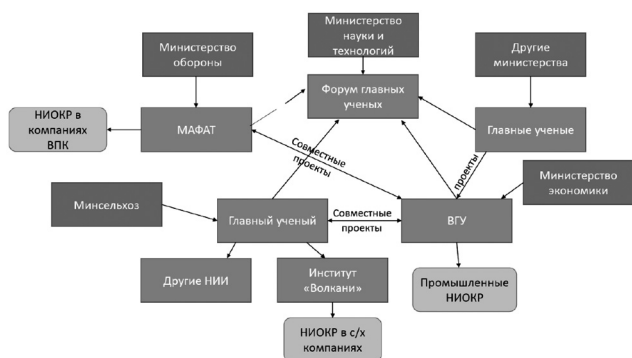 Министерство
науки и
технологий
Министерство
обороны
Другие
министерства
Форум главных
ученых
НИОКР в
компаниях
ВПК
МАФАТ
Главные ученые
Совместные
проекты
проекты
Министерство
экономики
Минсельхоз
Главный ученый
Совместные
проекты
ВГУ
Другие НИИ
Институт
«Волкани»
Промышленные
НИОКР
НИОКР в с/х
компаниях